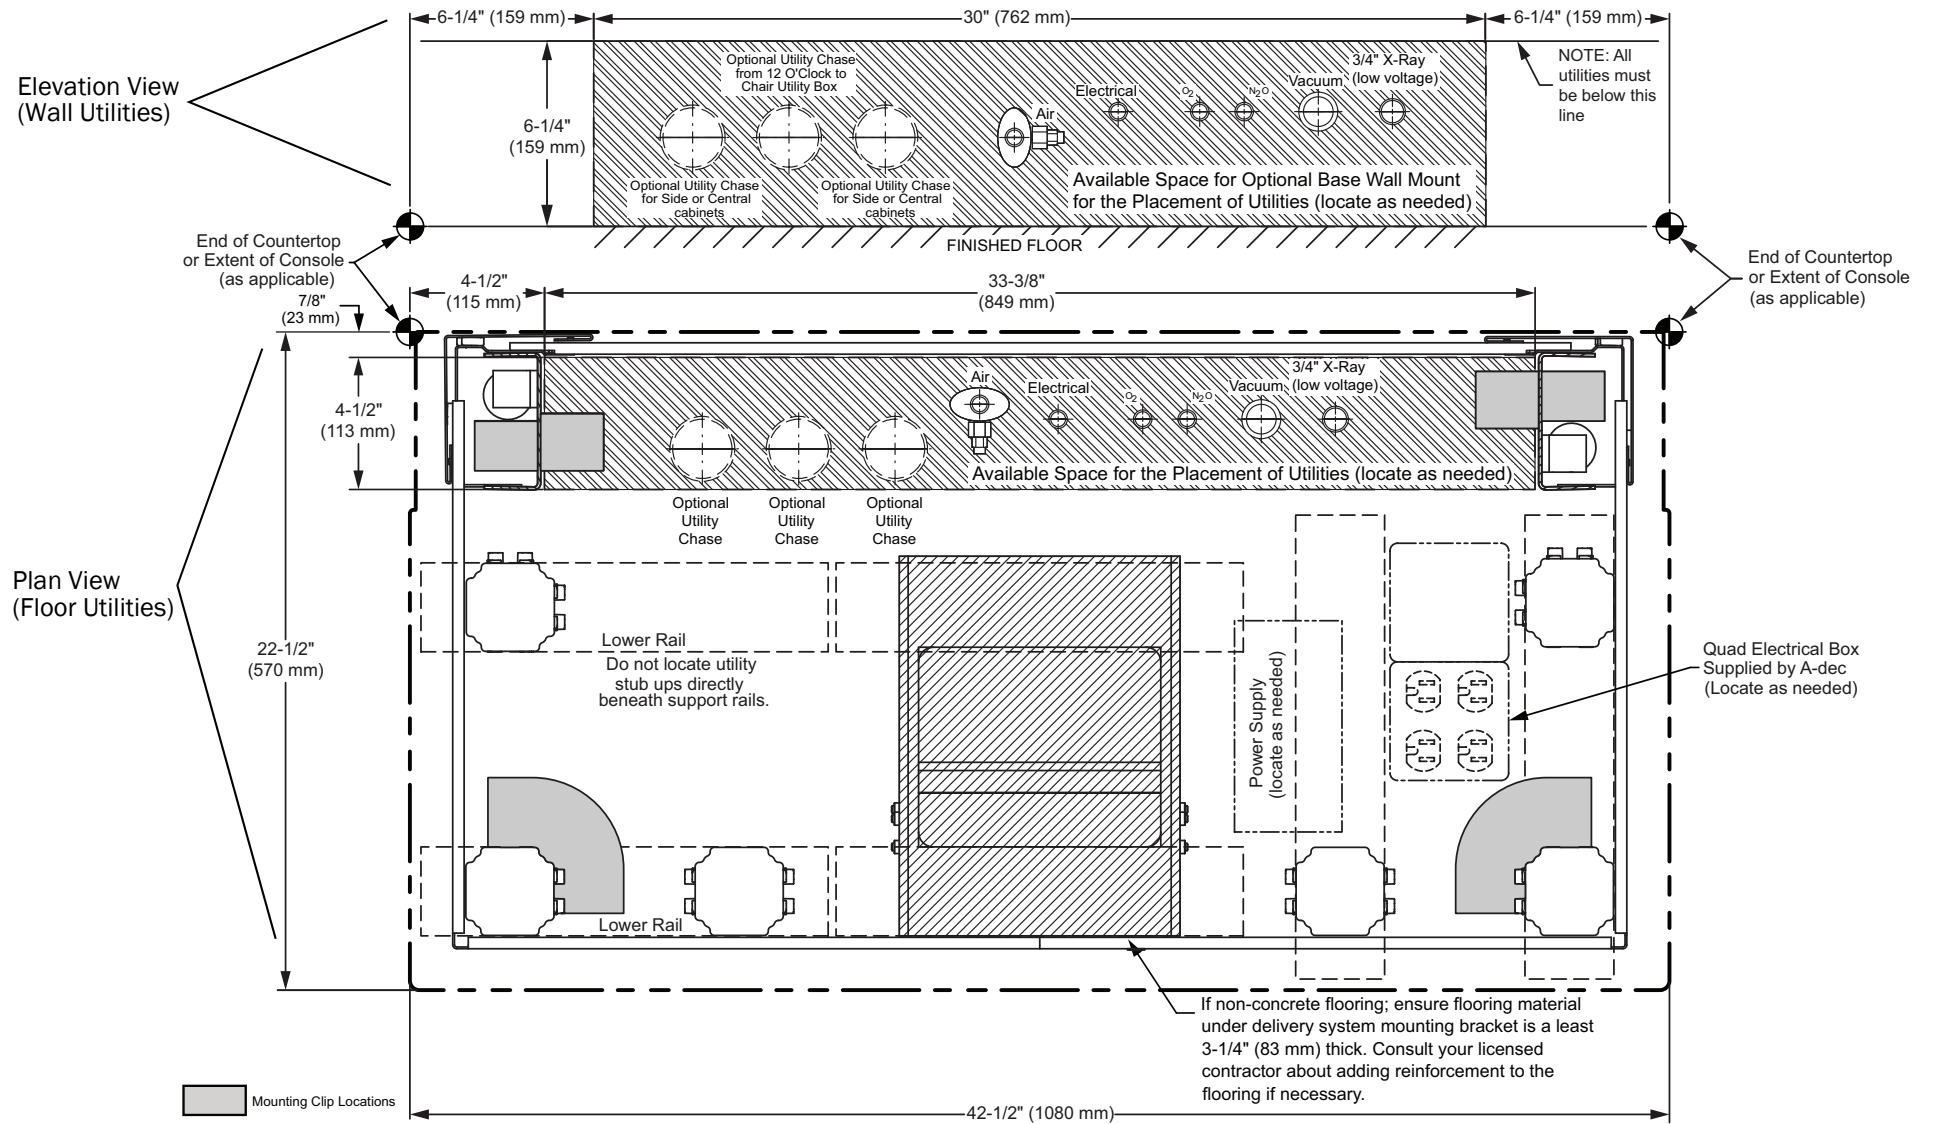 6-1/4" (159 mm)
30" (762 mm)
6-1/4" (159 mm)
Elevation View
(Wall Utilities)
Optional Utility Chase
from 12 O'Clock to
Chair Utility Box
6-1/4"
(159 mm)
Air
Electrical
O2
N2O
Vacuum
3/4" X-Ray
(low voltage)
NOTE: All
utilities must
be below this
line
Optional Utility Chase
for Side or Central
cabinets
Optional Utility Chase
for Side or Central
cabinets
Available Space for Optional Base Wall Mount
for the Placement of Utilities (locate as needed)
FINISHED FLOOR
End of Countertop
or Extent of Console
(as applicable)
End of Countertop
or Extent of Console
(as applicable)
7/8"
(23 mm)
4-1/2"
(115 mm)
33-3/8"
(849 mm)
4-1/2"
(113 mm)
Air
Electrical
O2
N2O
Vacuum
3/4" X-Ray
(low voltage)
Available Space for the Placement of Utilities (locate as needed)
Optional
Utility
Chase
Optional
Utility
Chase
Optional
Utility
Chase
Plan View
(Floor Utilities)
22-1/2"
(570 mm)
Lower Rail
Do not locate utility
stub ups directly
beneath support rails.
Power Supply
(locate as needed)
Quad Electrical Box
Supplied by A-dec
(Locate as needed)
Lower Rail
If non-concrete flooring; ensure flooring material
under delivery system mounting bracket is a least
3-1/4" (83 mm) thick. Consult your licensed
contractor about adding reinforcement to the
flooring if necessary.
Mounting Clip Locations
42-1/2" (1080 mm)